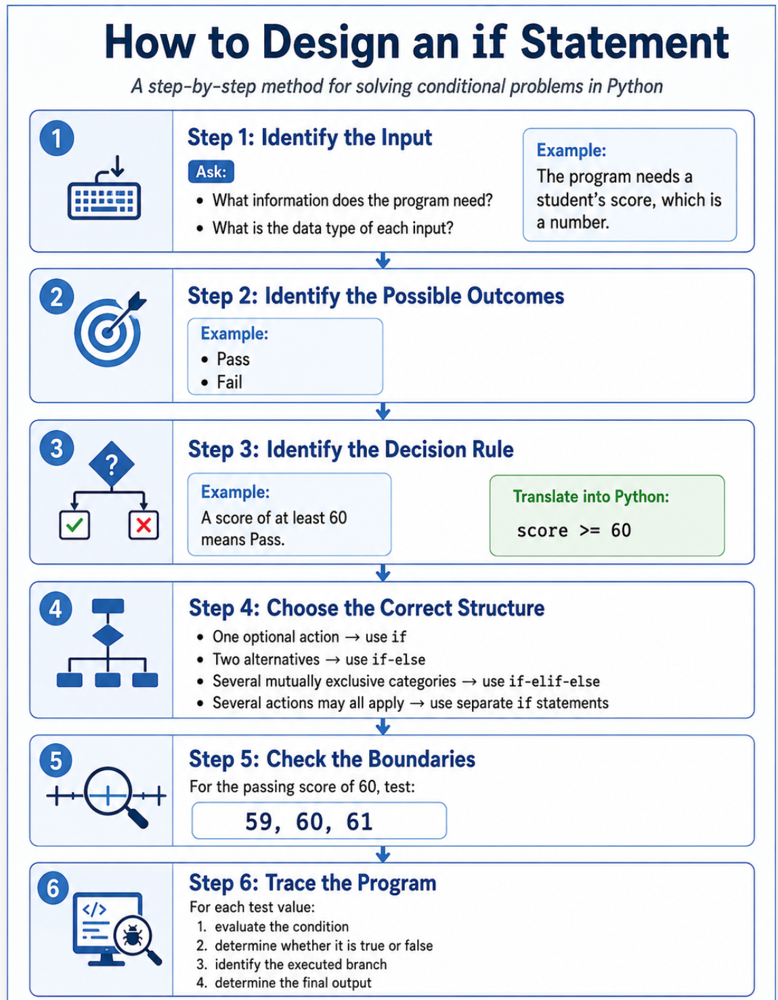 How to Design an if Statement
A step-by-step method for solving conditional problems in Python
1
Step 1: Identify the Input
Ask:
• What information does the program need?
• What is the data type of each input?
Example:
The program needs a
student's score, which is
a number.
2
Step 2: Identify the Possible Outcomes
Example:
• Pass
• Fail
3
?
Step 3: Identify the Decision Rule
Example:
A score of at least 60
means Pass.
Translate into Python:
score >= 60
4
Step 4: Choose the Correct Structure
• One optional action → use if
• Two alternatives → use if-else
• Several mutually exclusive categories → use if-elif-else
• Several actions may all apply → use separate if statements
5
Step 5: Check the Boundaries
For the passing score of 60, test:
59, 60, 61
6
</>
Step 6: Trace the Program
For each test value:
1. evaluate the condition
2. determine whether it is true or false
3. identify the executed branch
4. determine the final output